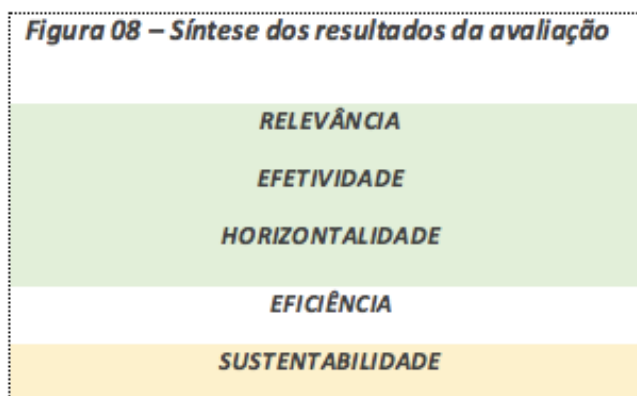 Figura 08 – Síntese dos resultados da avaliação
RELEVÂNCIA
EFETIVIDADE
HORIZONTALIDADE
EFICIÊNCIA
SUSTENTABILIDADE